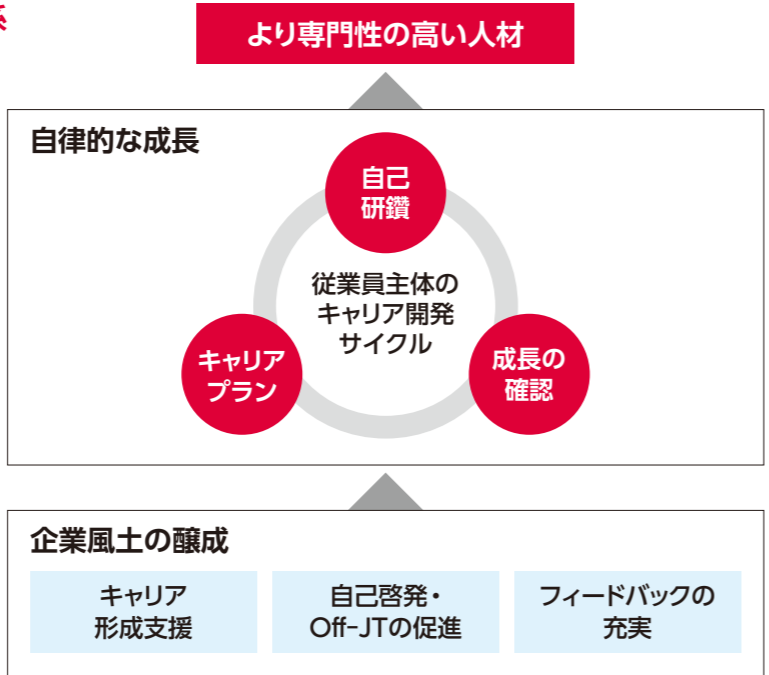 系
より専門性の高い人材
自律的な成長
自己
研鑽
従業員主体の
キャリア開発
サイクル
キャリア
プラン
成長の
確認
企業風土の醸成
キャリア
形成支援
自己啓発・
Off-JTの促進
フィードバックの
充実